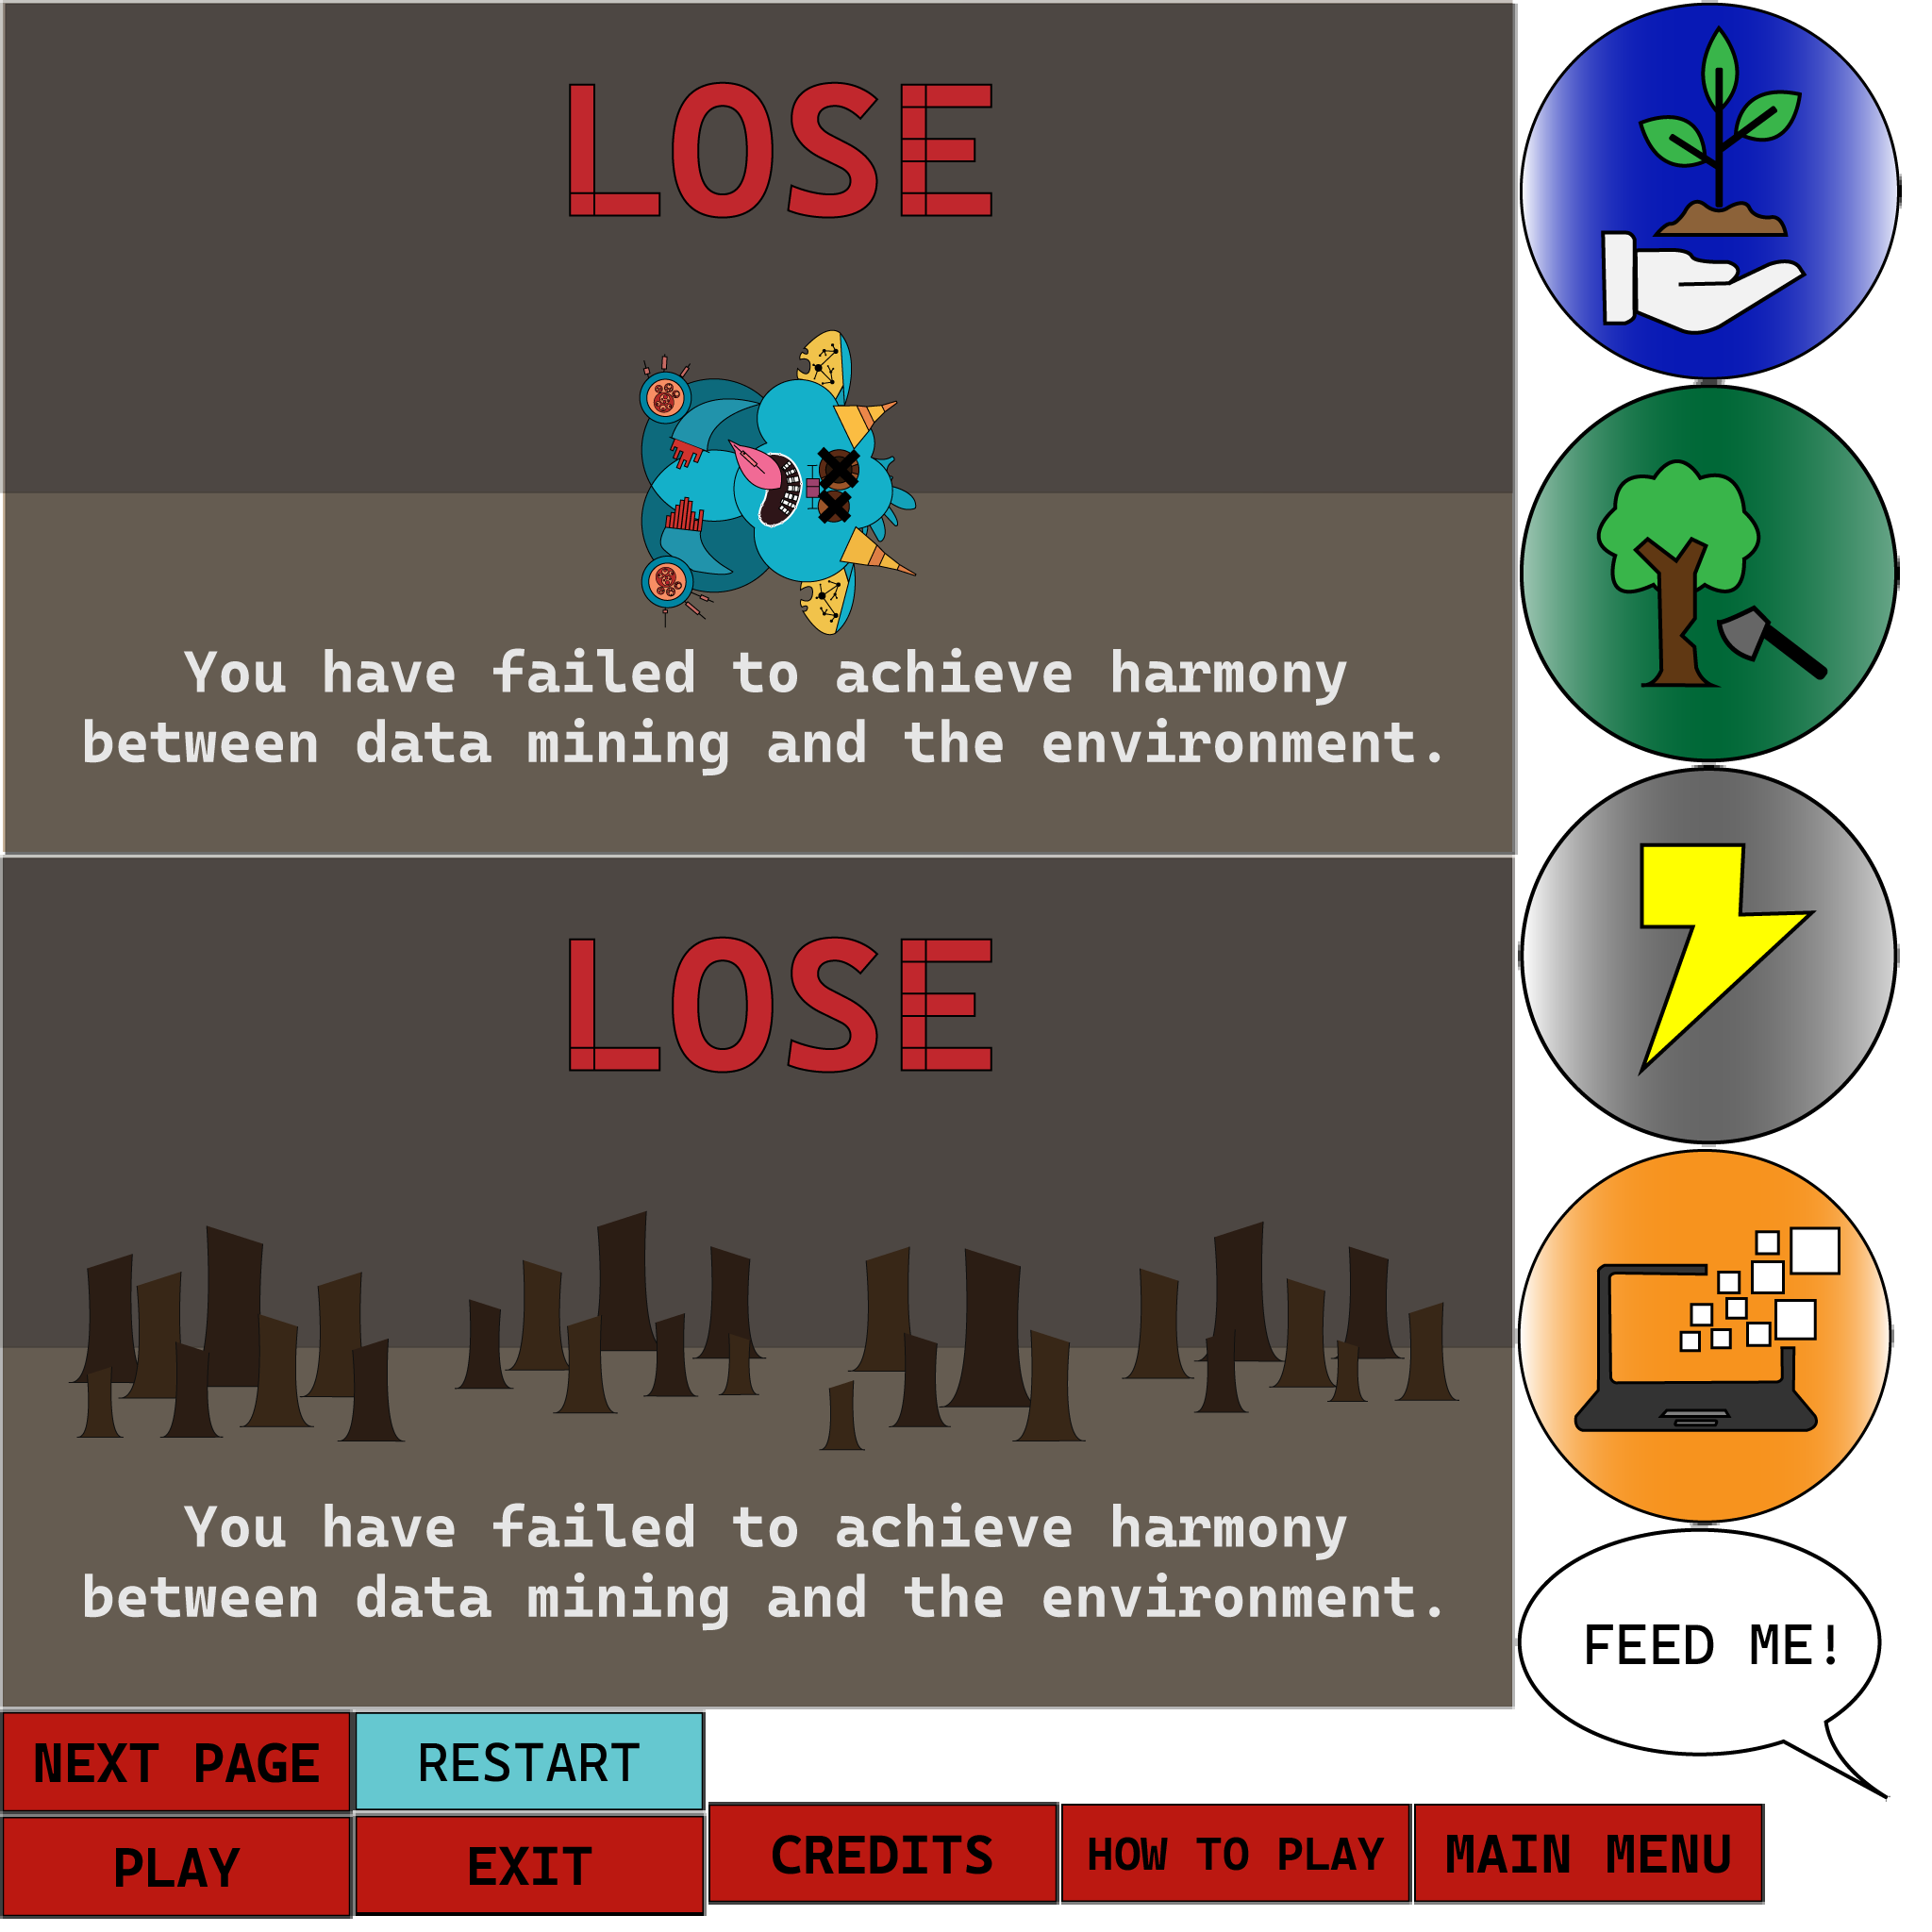 LOSE
You have failed to achieve harmony
between data mining and the environment.
LOSE
You have failed to achieve harmony
between data mining and the environment.
FEED ME!
NEXT PAGE
RESTART
PLAY
EXIT
CREDITS
HOW TO PLAY
MAIN MENU